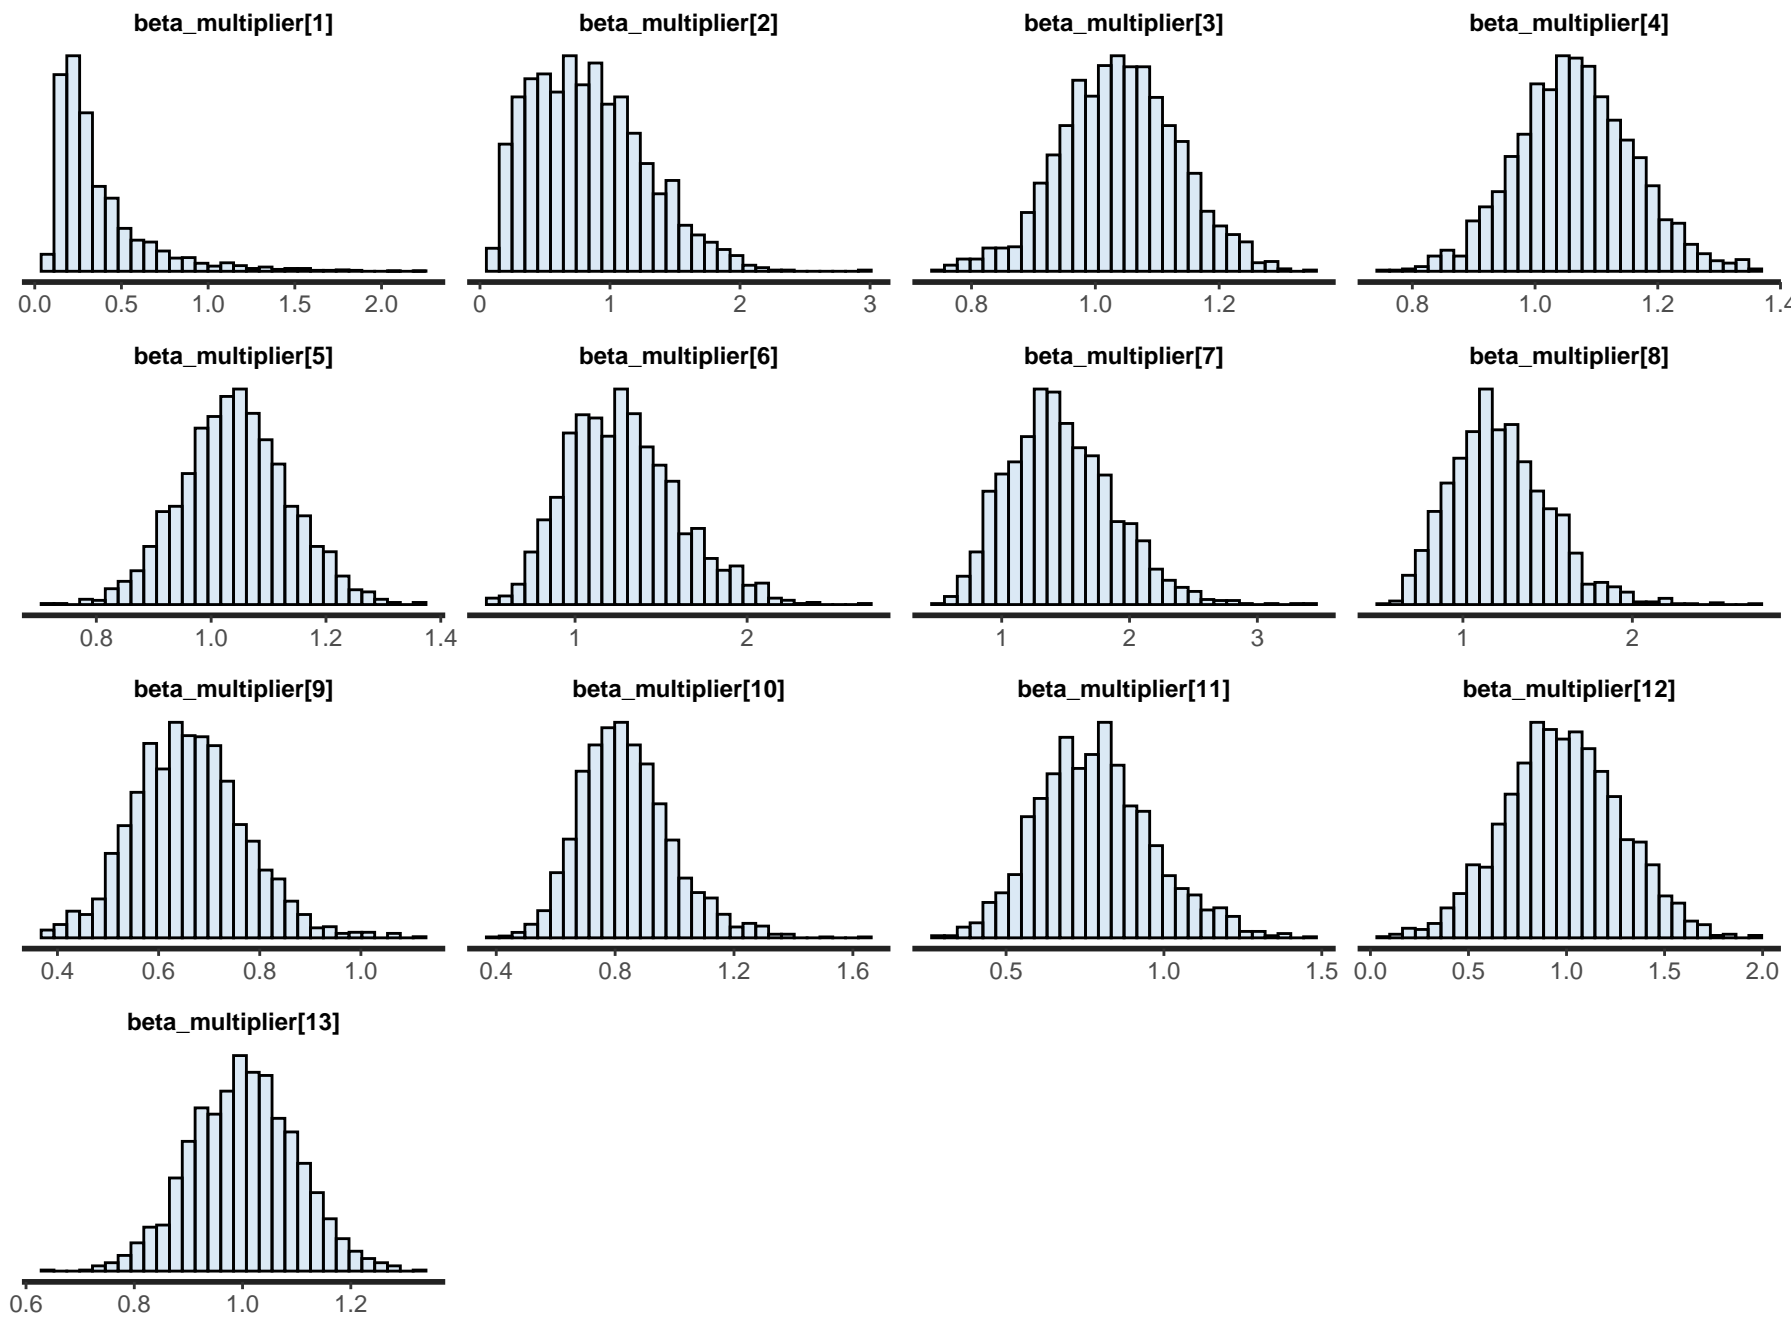 beta_multiplier[1] beta_multiplier[2] beta_multiplier[3] beta_multiplier[4]
0.0 0.5 1.0 1.5 2.0 0 1 2 3 0.8 1.0 1.2 0.8 1.0 1.2 1.4
beta_multiplier[5] beta_multiplier[6] beta_multiplier[7] beta_multiplier[8]
0.8 1.0 1.2 1.4 1 2 1 2 3 1 2
beta_multiplier[9] beta_multiplier[10] beta_multiplier[11] beta_multiplier[12]
0.4 0.6 0.8 1.0 0.4 0.8 1.2 1.6 0.5 1.0 1.5 0.0 0.5 1.0 1.5 2.0
beta_multiplier[13]
0.6 0.8 1.0 1.2